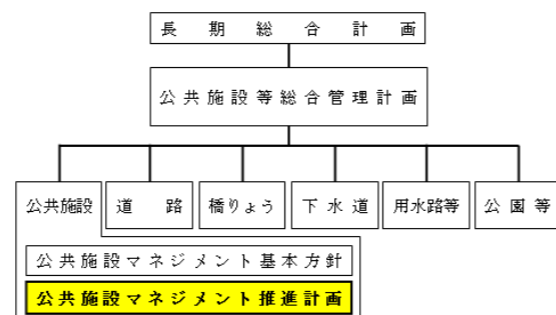 長期総合計画
公共施設等総合管理計画
公共施設
道路
橋りょう
下水道
用水路等
公園等
公共施設マネジメント基本方針
公共施設マネジメント推進計画